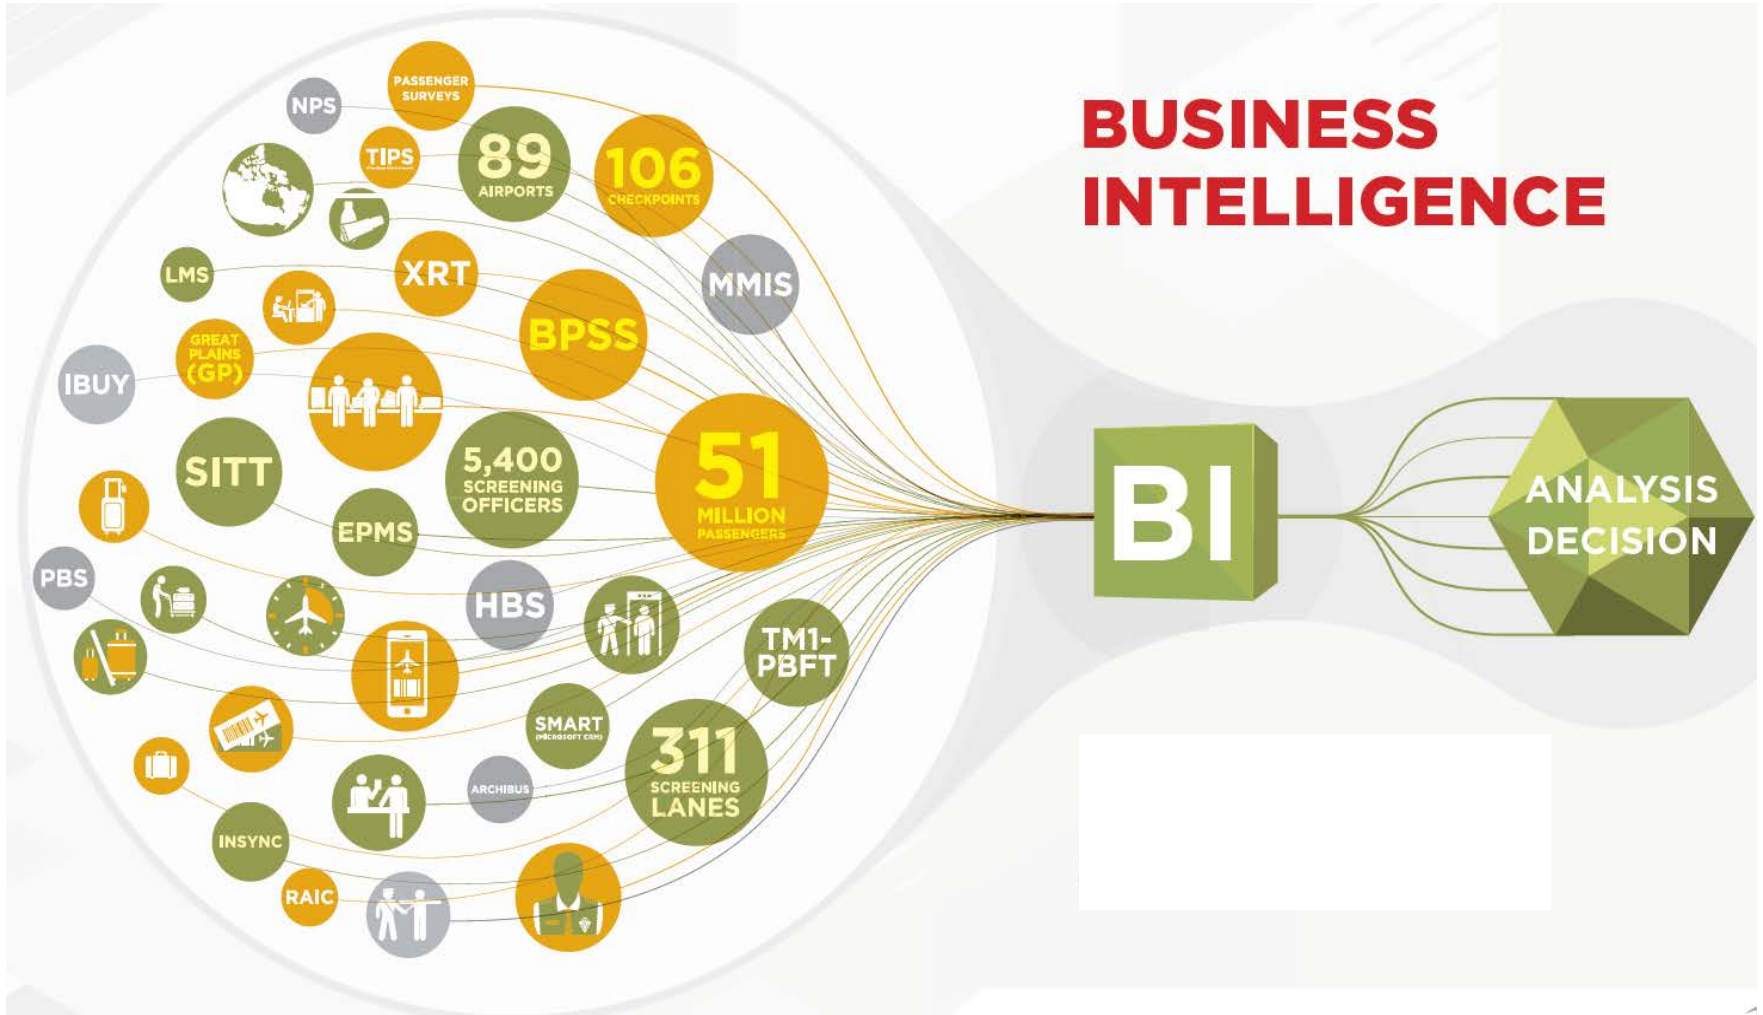 BUSINESS
INTELLIGENCE
PASSENGER
SURVEYS
NPS
TIPS
89
AIRPORTS
106
CHECKPOINTS
LMS
XRT
MMIS
GREAT
PLAINS
(GP)
BPSS
IBUY
SITT
5,400
SCREENING
OFFICERS
51
MILLION
PASSENGERS
EPMS
PBS
HBS
TM1-
PBFT
SMART
(MICROSOFT CRM)
311
SCREENING
LANES
ARCHIBUS
INSYNC
RAIC
BI
ANALYSIS
DECISION